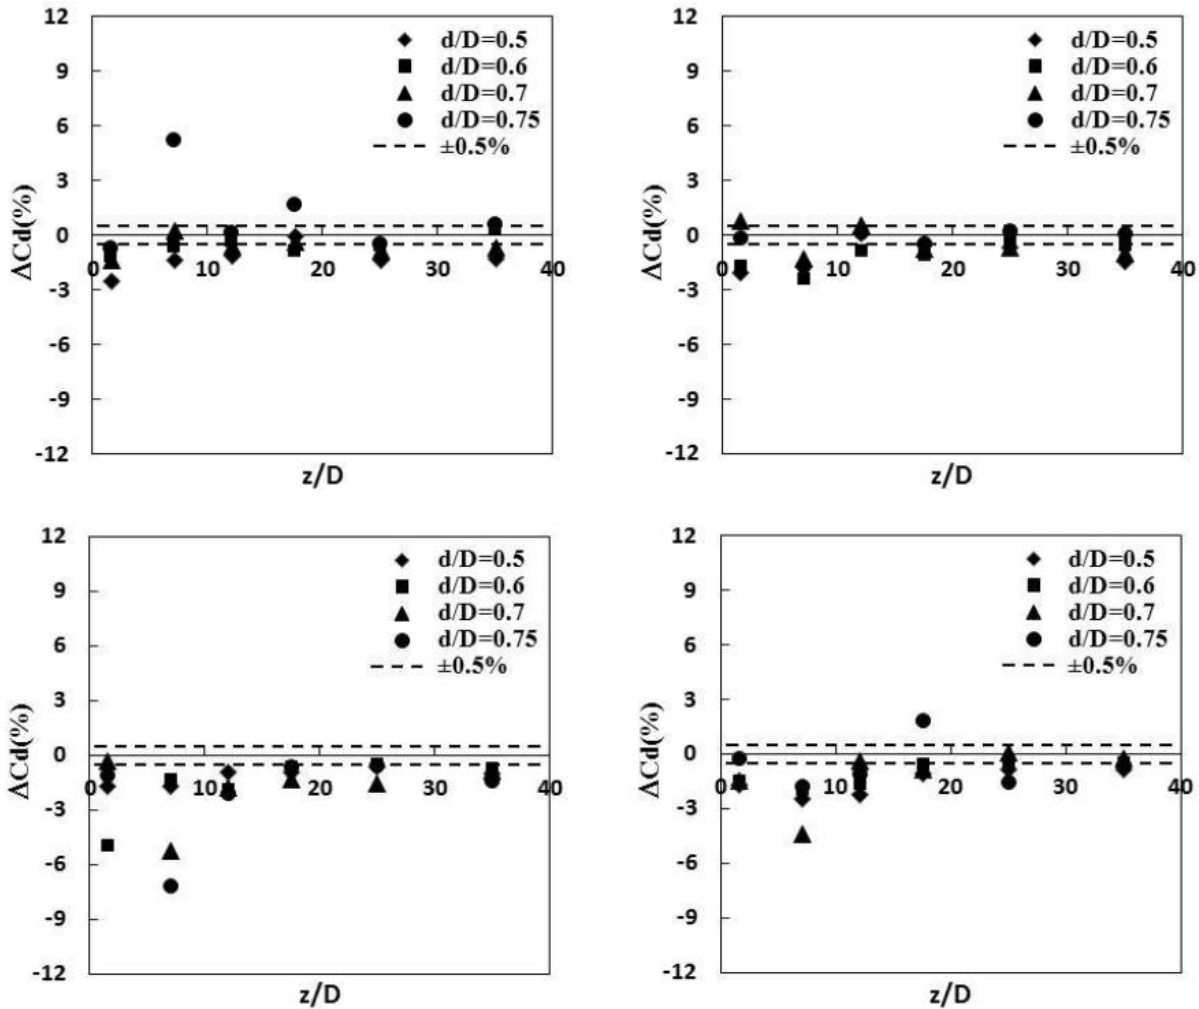 12
9
6
3
0
-3
-6
-9
-12
ΔCd(%)
0 10 20 30 40
z/D
d/D=0.5
d/D=0.6
d/D=0.7
d/D=0.75
±0.5%
12
9
6
3
0
-3
-6
-9
-12
ΔCd(%)
0 10 20 30 40
z/D
d/D=0.5
d/D=0.6
d/D=0.7
d/D=0.75
±0.5%
12
9
6
3
0
-3
-6
-9
-12
ΔCd(%)
0 10 20 30 40
z/D
d/D=0.5
d/D=0.6
d/D=0.7
d/D=0.75
±0.5%
12
9
6
3
0
-3
-6
-9
-12
ΔCd(%)
0 10 20 30 40
z/D
d/D=0.5
d/D=0.6
d/D=0.7
d/D=0.75
±0.5%